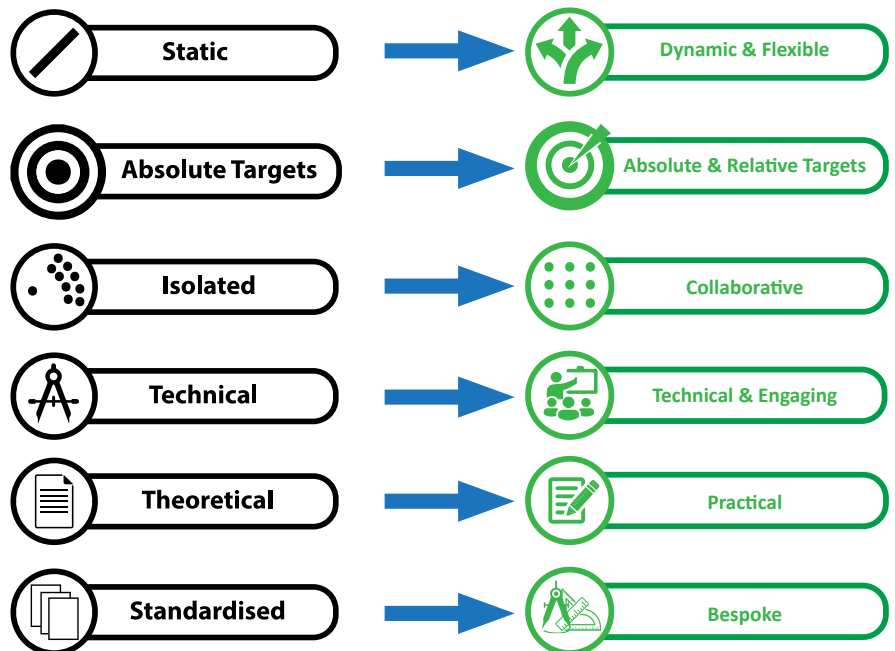 Static
Dynamic & Flexible
Absolute Targets
Absolute & Relative Targets
Isolated
Collaborative
Technical
Technical & Engaging
Theoretical
Practical
Standardised
Bespoke